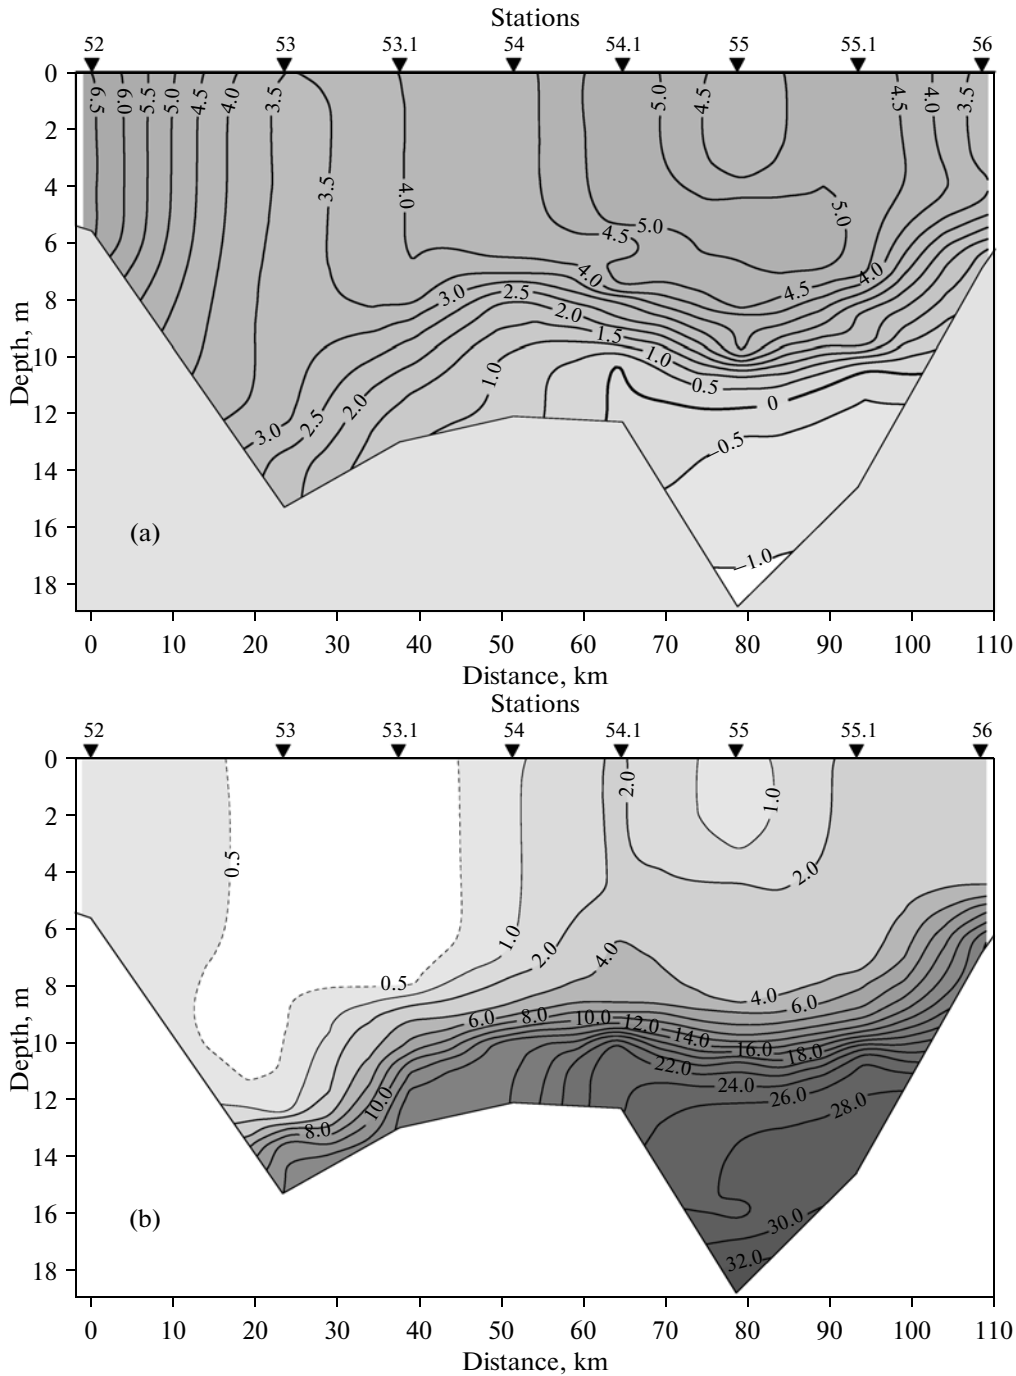 Stations
52 53 53.1 54 54.1 55 55.1 56
0
2
4
6
8
10
12
14
16
18
Depth, m
6.5 6.0 5.5 5.0 4.5 4.0 3.5
3.5
4.0
5.0 4.5
4.5 4.0 3.5
5.0
4.5 5.0
4.0
4.5 4.0
3.0 2.5 2.0 1.5 1.0 0.5
0
1.0
3.0 2.5 2.0
–0.5
–1.0
(a)
0 10 20 30 40 50 60 70 80 90 100 110
Distance, km
Stations
52 53 53.1 54 54.1 55 55.1 56
0
2
4
6
8
10
12
14
16
18
Depth, m
0.5
2.0
1.0
2.0
1.0
2.0
4.0
0.5
4.0
6.0
6.0 8.0 10.0 12.0 14.0 16.0 18.0
22.0
24.0
26.0
28.0
10.0
8.0
30.0
32.0
(b)
0 10 20 30 40 50 60 70 80 90 100 110
Distance, km